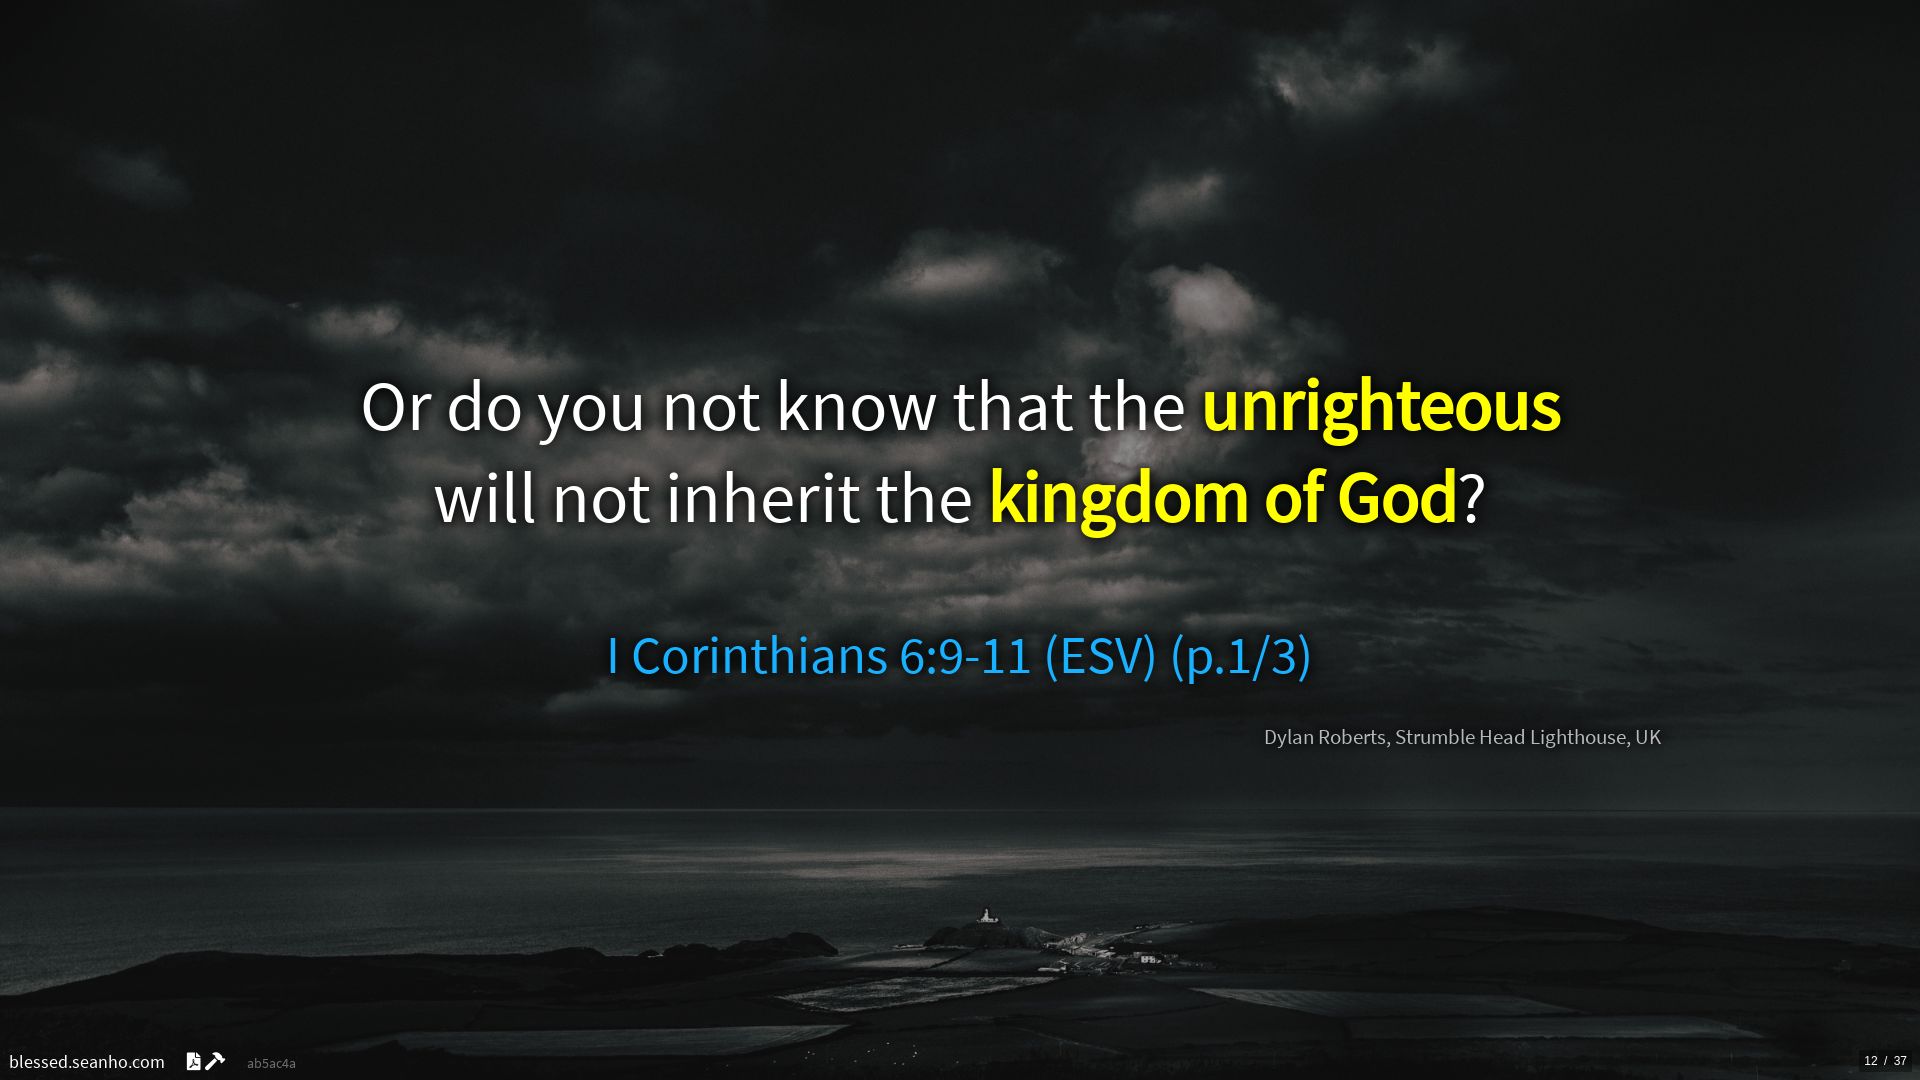 Or do you not know that the unrighteous
will not inherit the kingdom of God?
I Corinthians 6:9-11 (ESV) (p.1/3)
Dylan Roberts, Strumble Head Lighthouse, UK
blessed.seanho.com ab5ac4a
12 / 37